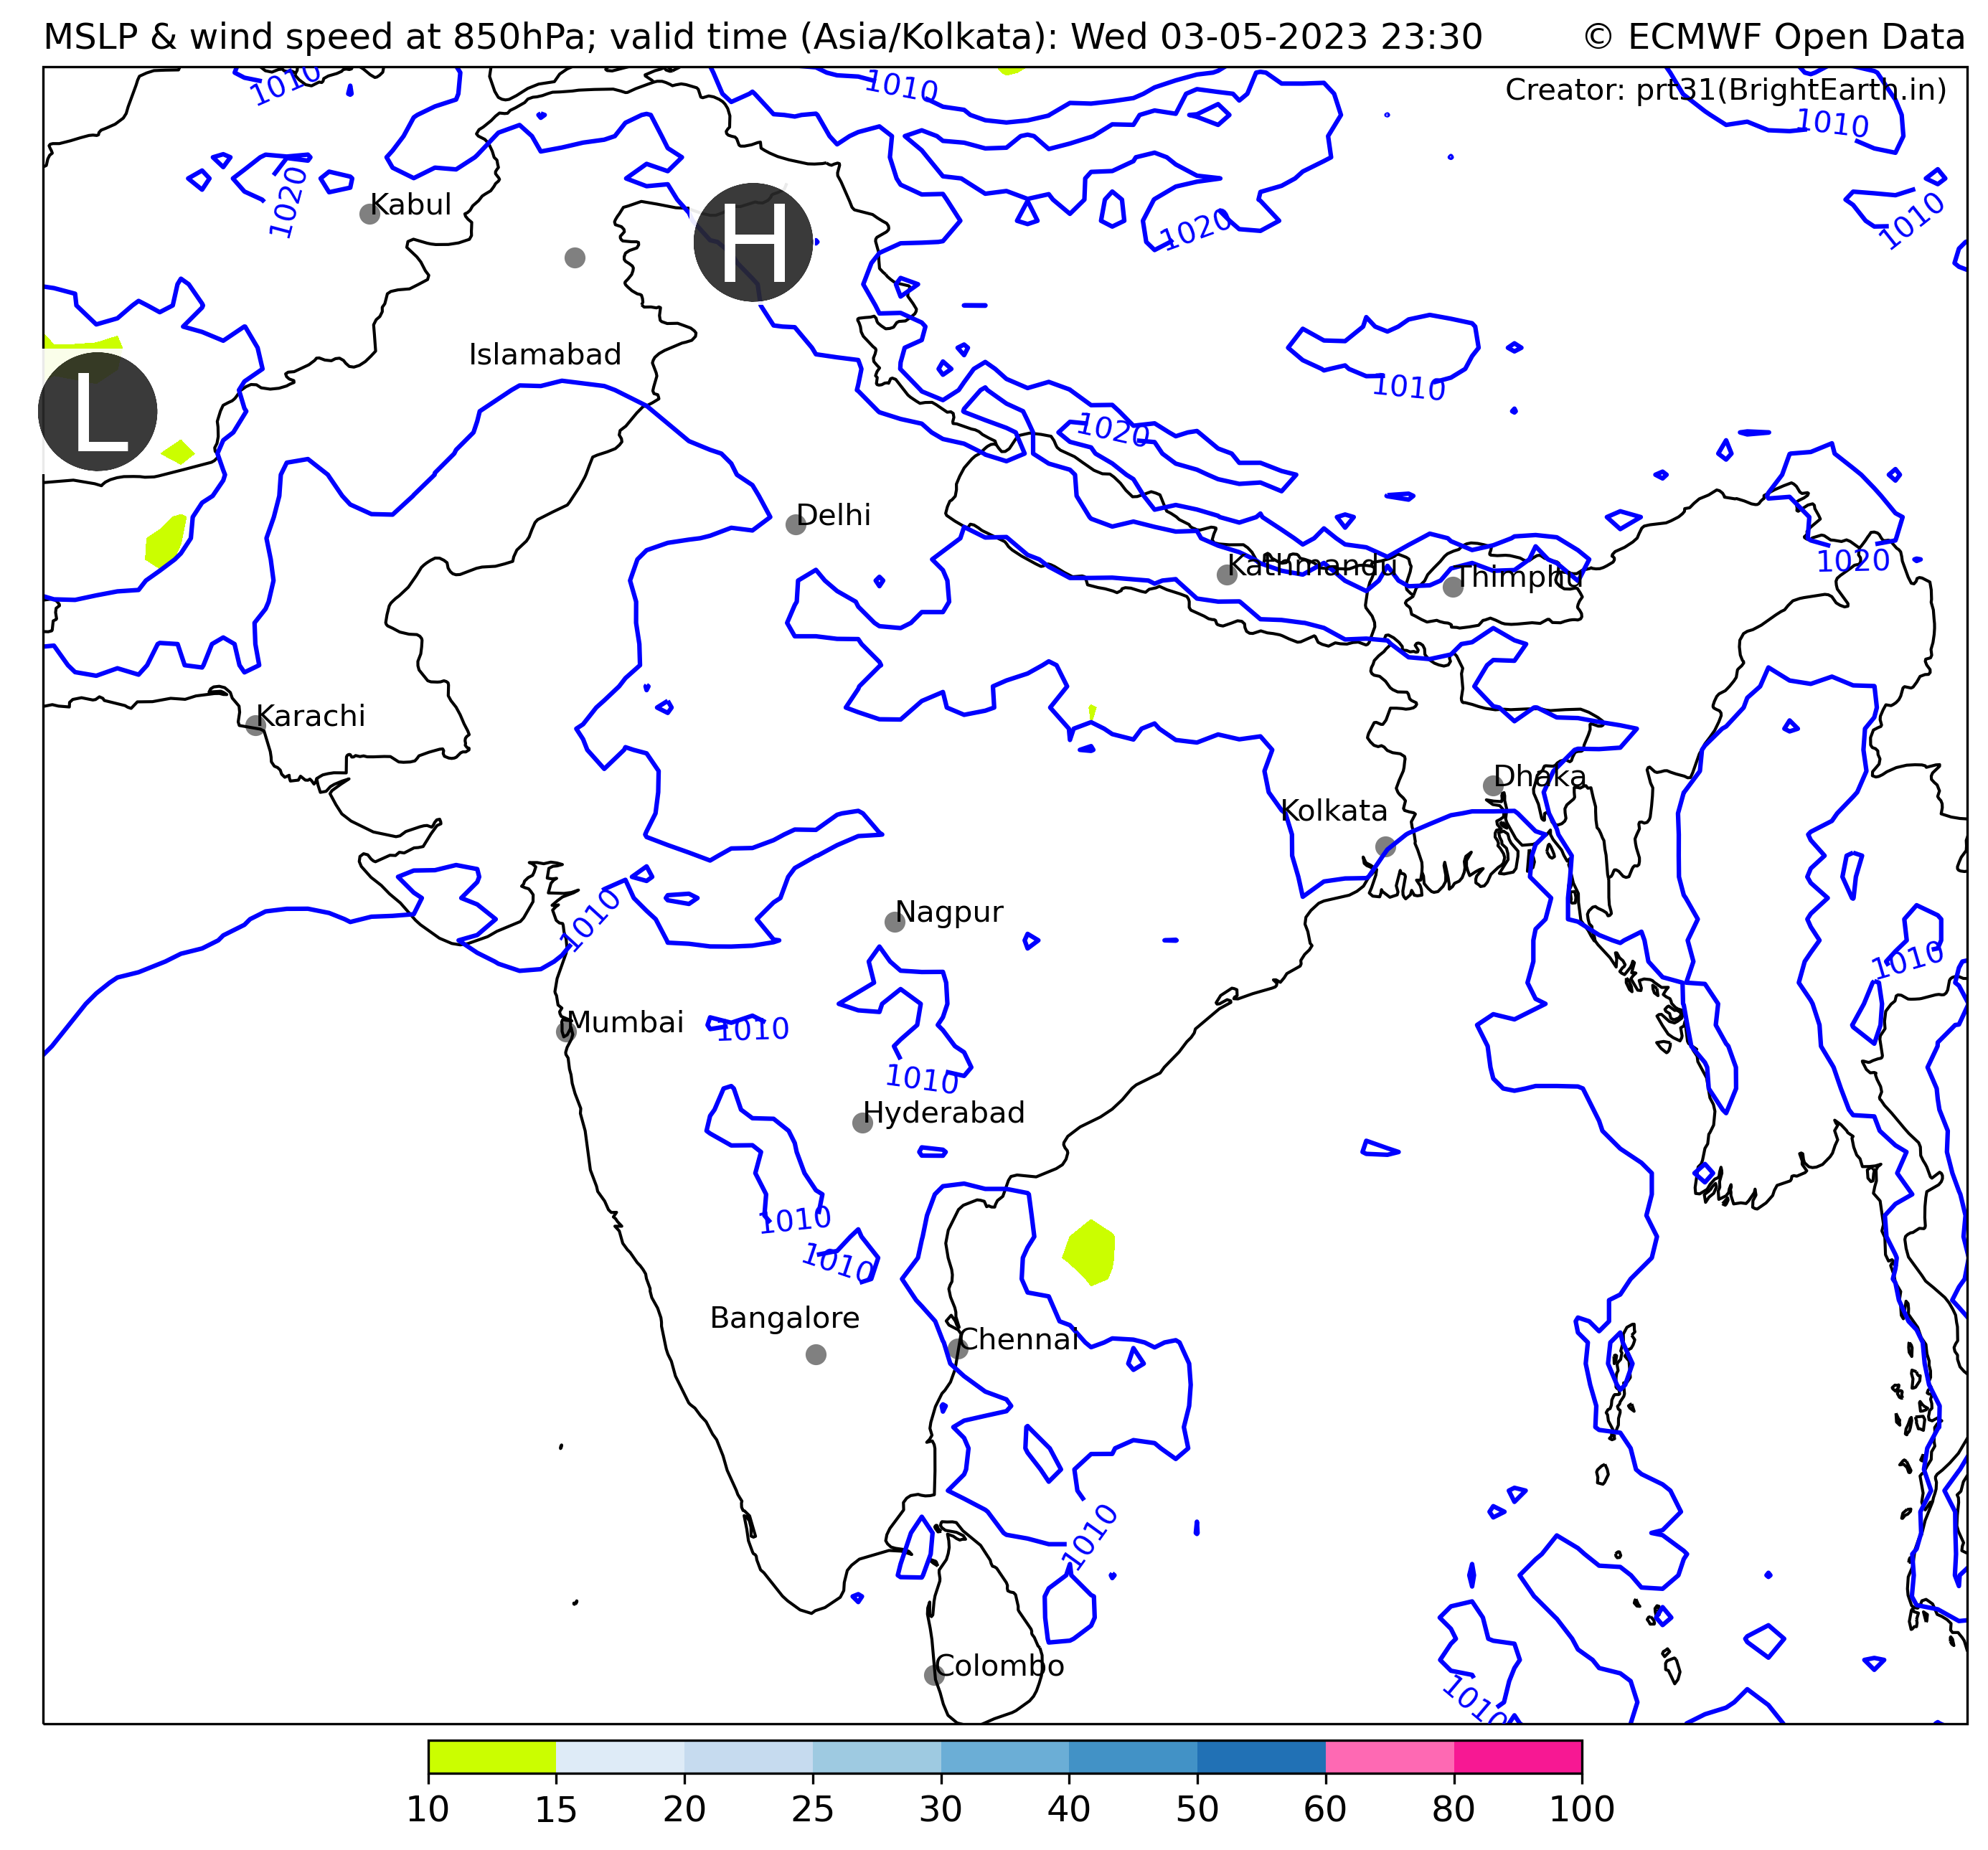 MSLP & wind speed at 850hPa; valid time (Asia/Kolkata): Wed 03-05-2023 23:30
© ECMWF Open Data
Creator: prt31(BrightEarth.in)
1010
1010
1010
1020
Kabul
1020
1010
H
L
Islamabad
1010
1020
Delhi
Kathmandu
Thimphu
1020
Karachi
Dhaka
Kolkata
Nagpur
1010
1010
Mumbai
1010
1010
Hyderabad
1010
1010
Bangalore
Chennai
1010
Colombo
1010
10 15 20 25 30 40 50 60 80 100